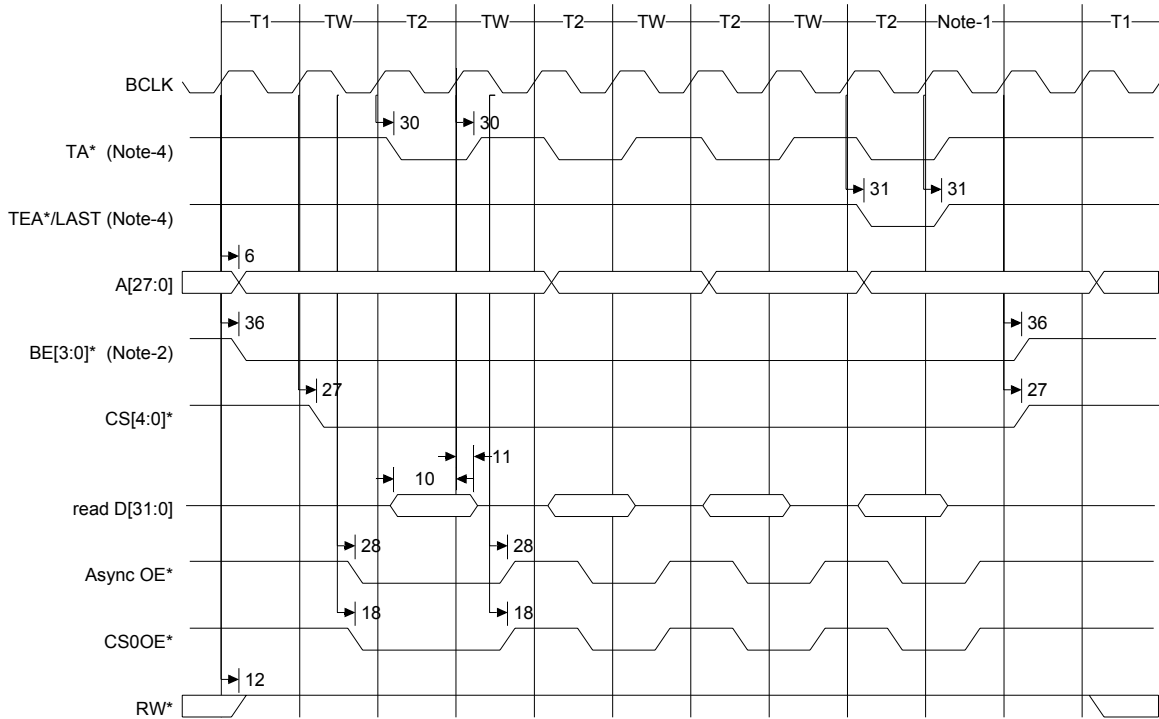 T1 TW T2 TW T2 TW T2 TW T2 Note-1 T1
BCLK
30 30
TA* (Note-4)
31 31
TEA*/LAST (Note-4)
6
A[27:0]
36 36
BE[3:0]* (Note-2)
27 27
CS[4:0]*
11
10
read D[31:0]
28 28
Async OE*
18 18
CS0OE*
12
RW*